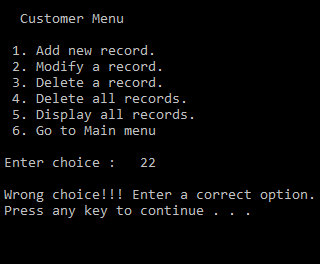 Customer Menu
1. Add new record.
2. Modify a record.
3. Delete a record.
4. Delete all records.
5. Display all records.
6. Go to Main menu
Enter choice :   22
Wrong choice!!! Enter a correct option.
Press any key to continue . . .